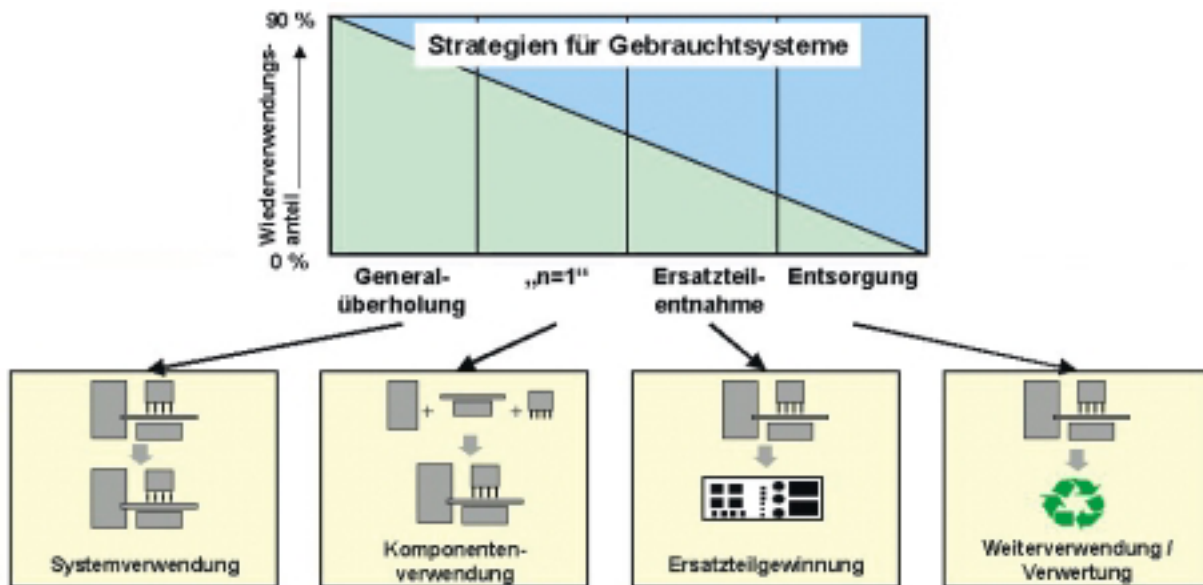 90 %
Strategien für Gebrauchtsysteme
Wiederverwendungs-
anteil
0 %
General-
überholung
„n=1“
Ersatzteil-
entnahme
Entsorgung
+
+
Systemverwendung
Komponenten-
verwendung
Ersatzteilgewinnung
Weiterverwendung /
Verwertung